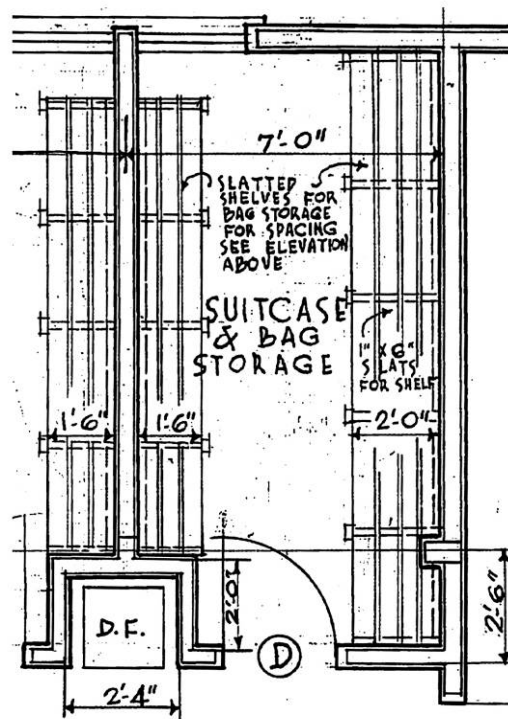 7'-0"
SLATTED
SHELVES FOR
BAG STORAGE
FOR SPACING
SEE ELEVATION
ABOVE
SUITCASE
& BAG
STORAGE
1" X 6"
SLATS
FOR SHELF
1'-6"
1'-6"
2'-0"
2'-0"
D.F.
D
2'-6"
2'-4"